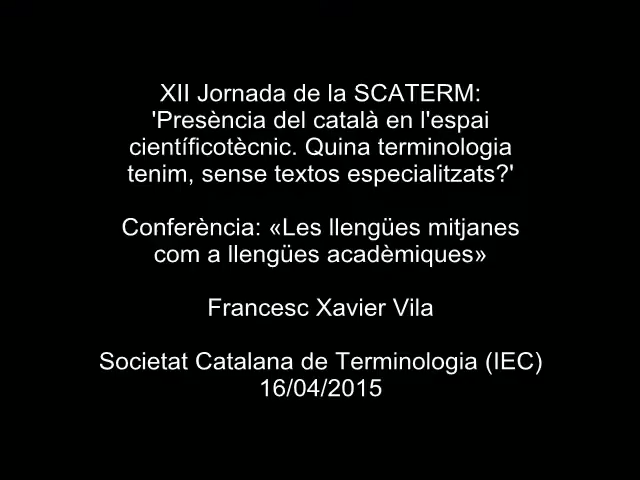 XII Jornada de la SCATERM:
'Presència del català en l'espai
científicotècnic. Quina terminologia
tenim, sense textos especialitzats?'
Conferència: «Les llengües mitjanes
com a llengües acadèmiques»
Francesc Xavier Vila
Societat Catalana de Terminologia (IEC)
16/04/2015